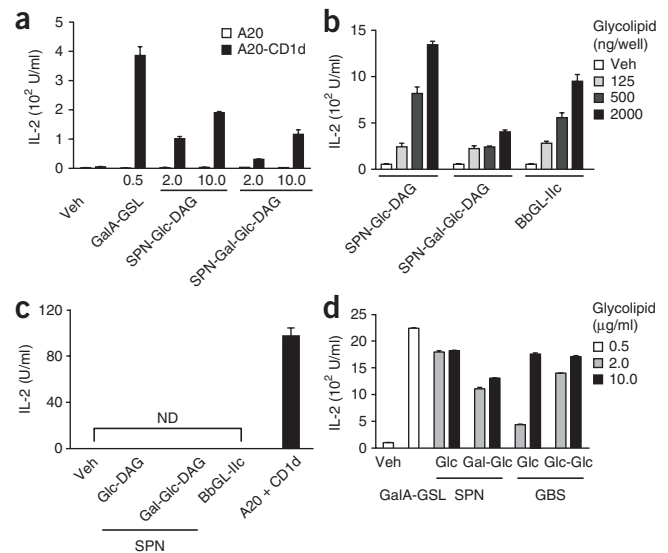 a
IL-2 (10² U/ml)
5
4
3
2
1
0
A20
A20-CD1d
0.5 2.0 10.0 2.0 10.0
Veh
GalA-GSL
SPN-Glc-DAG
SPN-Gal-Glc-DAG
b
IL-2 (10² U/ml)
15
10
5
0
Glycolipid
(ng/well)
Veh
125
500
2000
SPN-Glc-DAG
SPN-Gal-Glc-DAG
BbGL-IIc
c
IL-2 (U/ml)
120
80
40
0
ND
Veh
Glc-DAG
Gal-Glc-DAG
BbGL-IIc
A20 + CD1d
SPN
d
IL-2 (10² U/ml)
25
20
15
10
5
0
Glycolipid
(μg/ml)
0.5
2.0
10.0
Veh Glc Gal-Glc Glc Glc-Glc
GalA-GSL SPN GBS